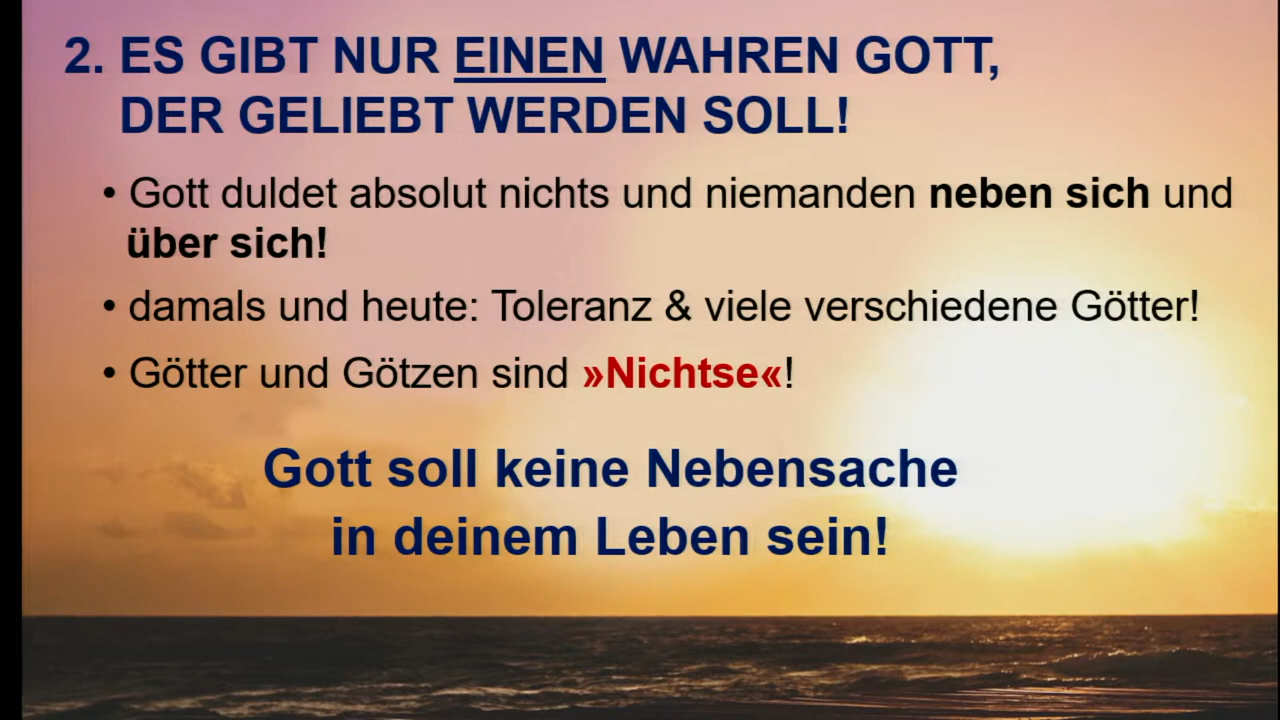 2. ES GIBT NUR EINEN WAHREN GOTT,
DER GELIEBT WERDEN SOLL!
• Gott duldet absolut nichts und niemanden neben sich und
über sich!
• damals und heute: Toleranz & viele verschiedene Götter!
• Götter und Götzen sind »Nichtse«!
Gott soll keine Nebensache
in deinem Leben sein!